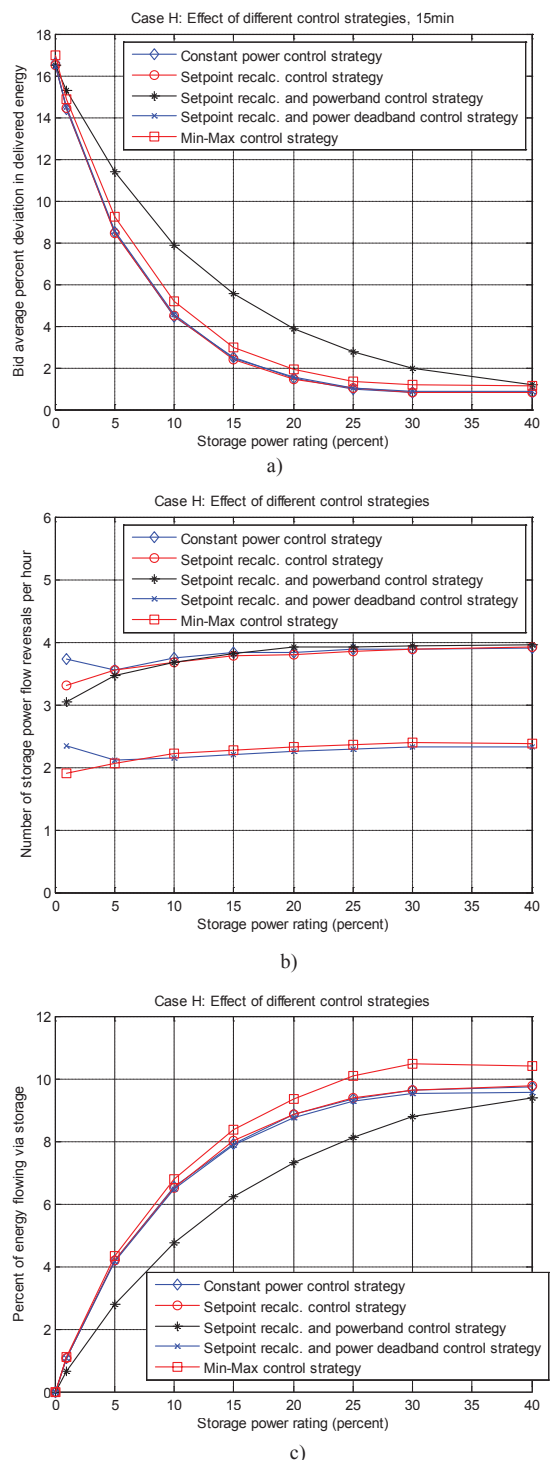 Case H: Effect of different control strategies, 15min
18
16
14
12
10
8
6
4
2
0
Bid average percent deviation in delivered energy
Constant power control strategy
Setpoint recalc. control strategy
Setpoint recalc. and powerband control strategy
Setpoint recalc. and power deadband control strategy
Min-Max control strategy
0 5 10 15 20 25 30 35 40
Storage power rating (percent)
a)
Case H: Effect of different control strategies
6
5
4
3
2
1
0
Number of storage power flow reversals per hour
Constant power control strategy
Setpoint recalc. control strategy
Setpoint recalc. and powerband control strategy
Setpoint recalc. and power deadband control strategy
Min-Max control strategy
0 5 10 15 20 25 30 35 40
Storage power rating (percent)
b)
Case H: Effect of different control strategies
12
10
8
6
4
2
0
Percent of energy flowing via storage
Constant power control strategy
Setpoint recalc. control strategy
Setpoint recalc. and powerband control strategy
Setpoint recalc. and power deadband control strategy
Min-Max control strategy
0 5 10 15 20 25 30 35 40
Storage power rating (percent)
c)